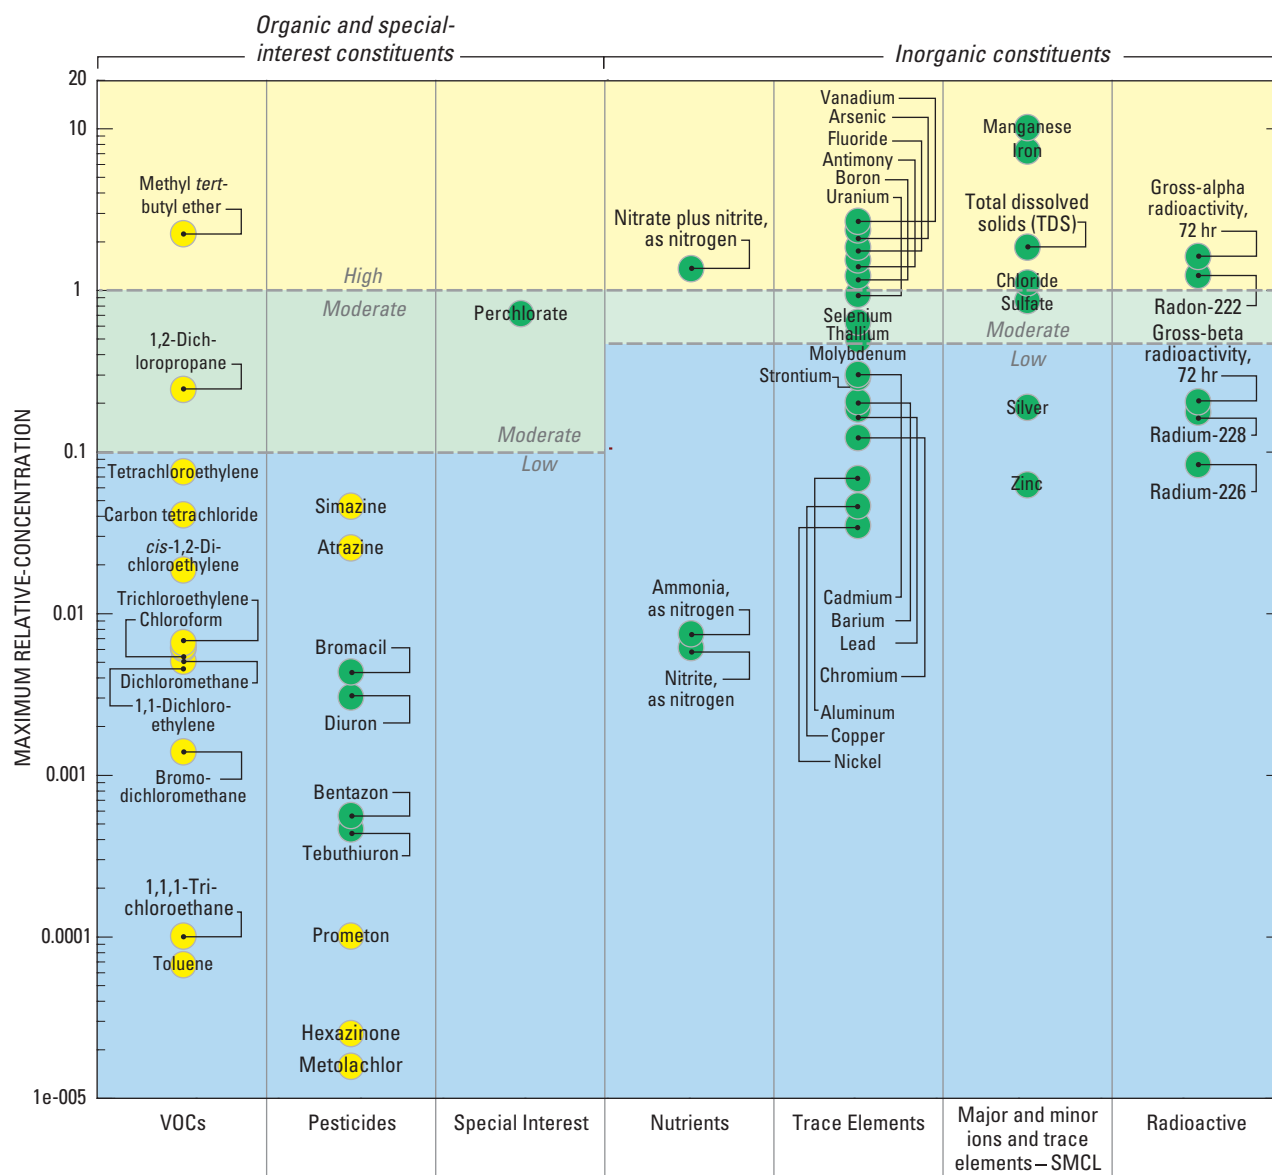 Organic and special-
interest constituents
Inorganic constituents
MAXIMUM RELATIVE-CONCENTRATION
20
10
1
0.1
0.01
0.001
0.0001
1e-005
Methyl tert-
butyl ether
High
Moderate
1,2-Dich-
loropropane
Moderate
Low
Tetrachloroethylene
Carbon tetrachloride
cis-1,2-Di-
chloroethylene
Trichloroethylene
Chloroform
Dichloromethane
1,1-Dichloro-
ethylene
Bromo-
dichloromethane
1,1,1-Tri-
chloroethane
Toluene
Simazine
Atrazine
Bromacil
Diuron
Bentazon
Tebuthiuron
Prometon
Hexazinone
Metolachlor
Perchlorate
Nitrate plus nitrite,
as nitrogen
Ammonia,
as nitrogen
Nitrite,
as nitrogen
Vanadium
Arsenic
Fluoride
Antimony
Boron
Uranium
Selenium
Thallium
Molybdenum
Strontium
Cadmium
Barium
Lead
Chromium
Aluminum
Copper
Nickel
Manganese
Iron
Total dissolved
solids (TDS)
Chloride
Sulfate
Moderate
Low
Silver
Zinc
Gross-alpha
radioactivity,
72 hr
Radon-222
Gross-beta
radioactivity,
72 hr
Radium-228
Radium-226
VOCs
Pesticides
Special Interest
Nutrients
Trace Elements
Major and minor
ions and trace
elements – SMCL
Radioactive